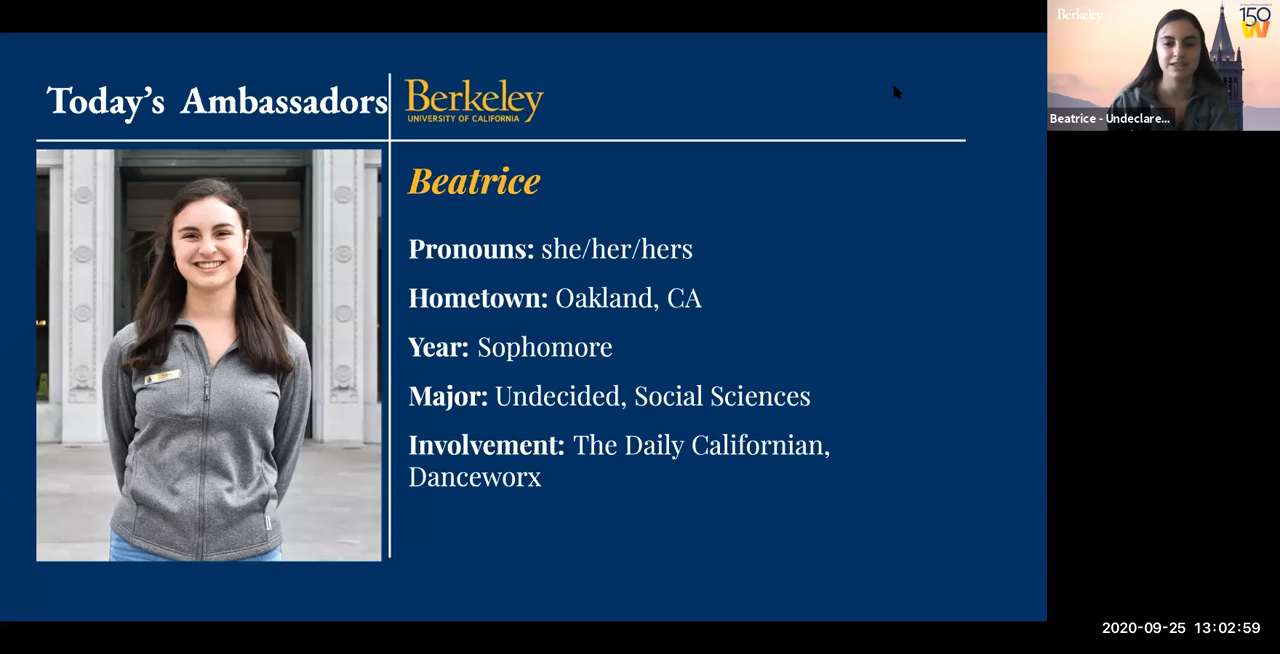 Today's Ambassadors
Berkeley
UNIVERSITY OF CALIFORNIA
Beatrice
Pronouns: she/her/hers
Hometown: Oakland, CA
Year: Sophomore
Major: Undecided, Social Sciences
Involvement: The Daily Californian,
Danceworx
Berkeley
150
W
Beatrice - Undeclare...
2020-09-25 13:02:59